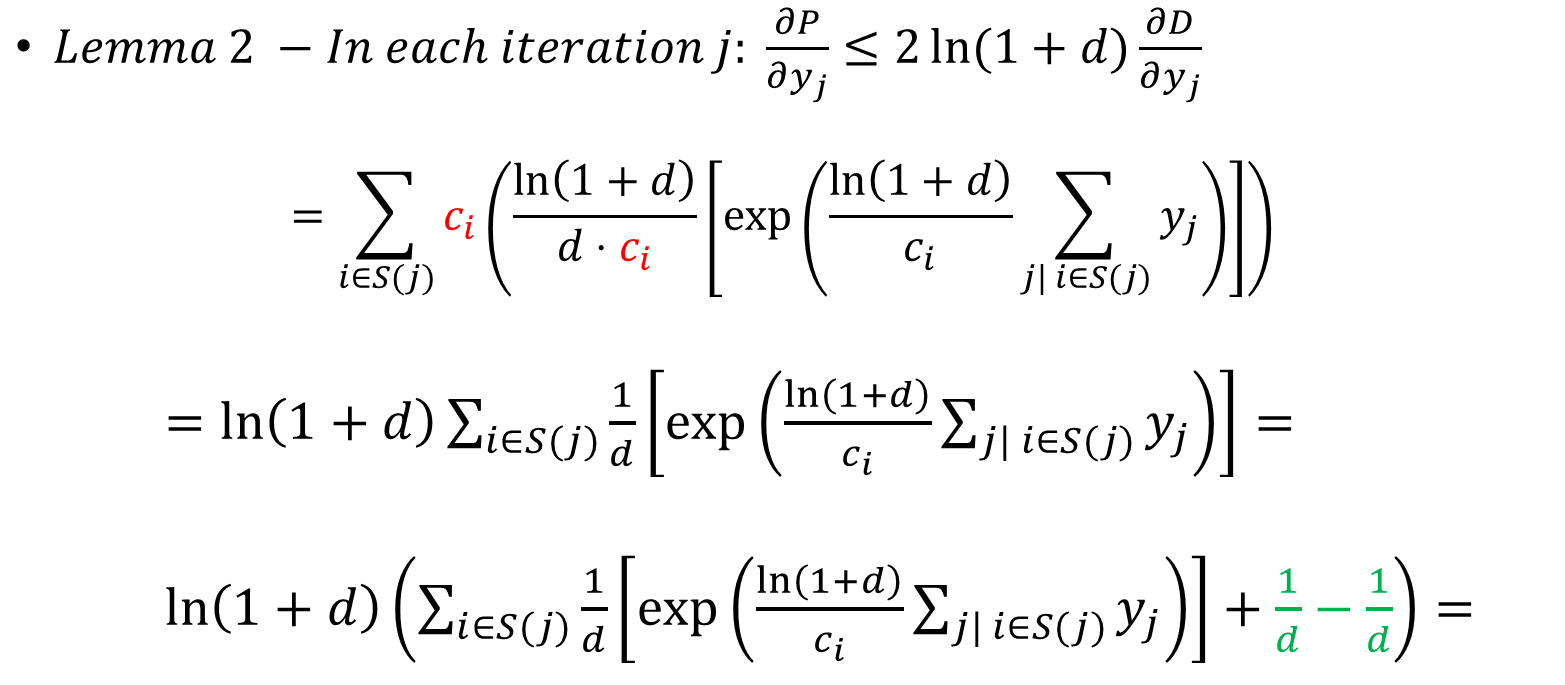 • Lemma 2 – In each iteration j: ∂P/∂y_j ≤ 2 ln(1 + d) ∂D/∂y_j
= ∑_{i∈S(j)} c_i (ln(1 + d)/(d · c_i) [exp (ln(1 + d)/c_i ∑_{j| i∈S(j)} y_j)])
= ln(1 + d) ∑_{i∈S(j)} 1/d [exp (ln(1+d)/c_i ∑_{j| i∈S(j)} y_j)] =
ln(1 + d) (∑_{i∈S(j)} 1/d [exp (ln(1+d)/c_i ∑_{j| i∈S(j)} y_j)] + 1/d − 1/d) =